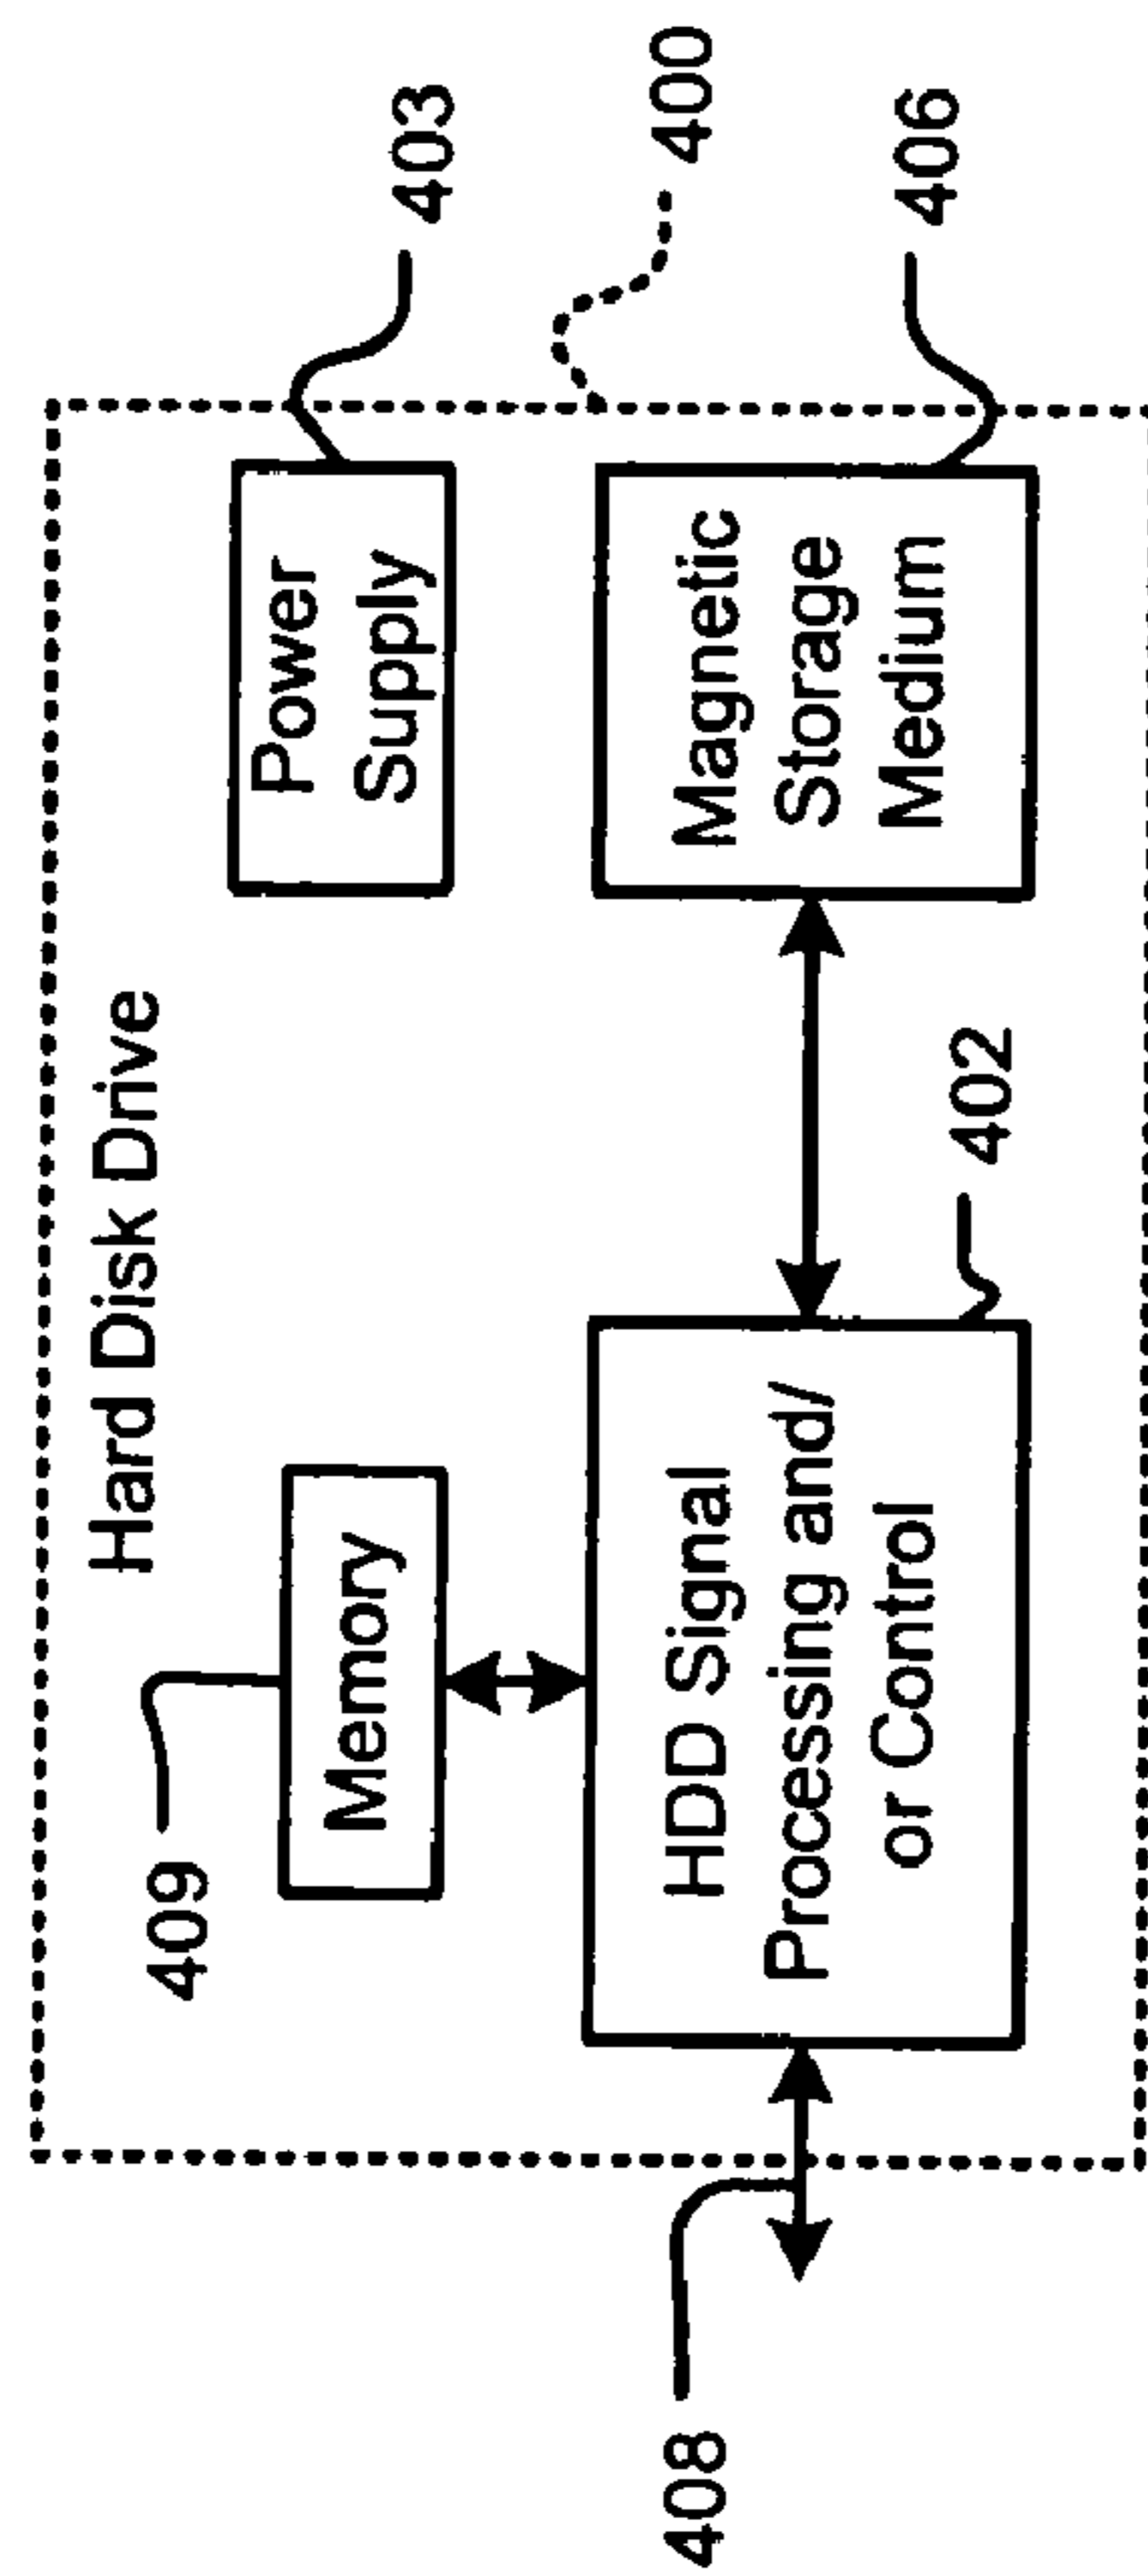 Hard Disk Drive
409
Memory
Power
Supply
403
400
408
HDD Signal
Processing and/
or Control
402
Magnetic
Storage
Medium
406